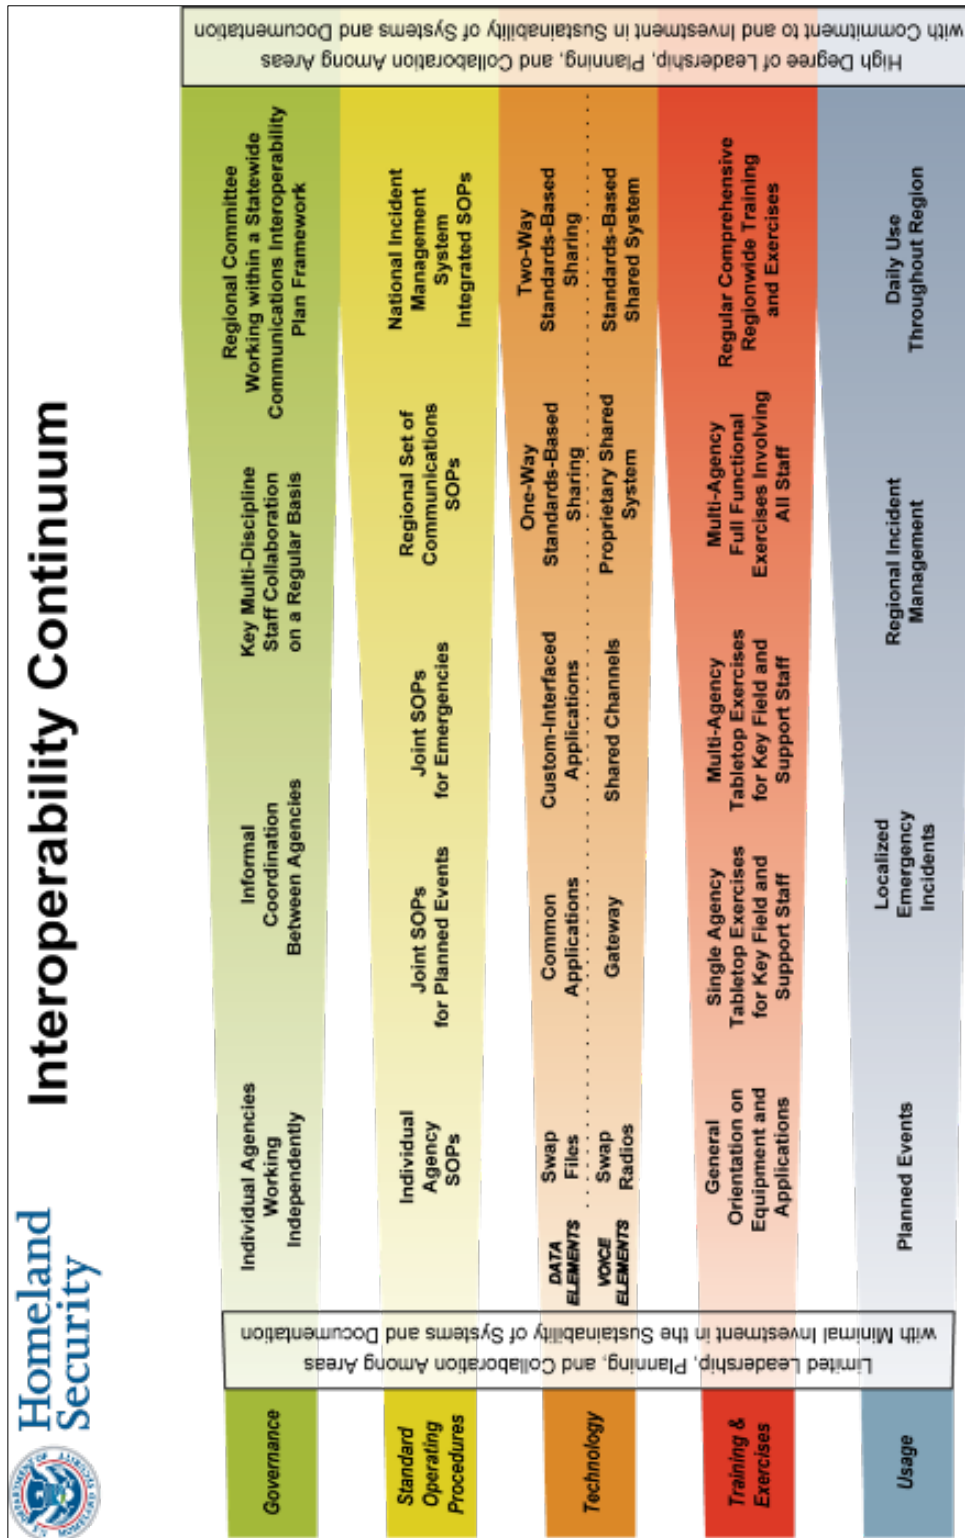 Homeland
Security
Interoperability Continuum
Limited Leadership, Planning, and Collaboration Among Areas
with Minimal Investment in the Sustainability of Systems and Documentation
High Degree of Leadership, Planning, and Collaboration Among Areas
with Commitment to and Investment in Sustainability of Systems and Documentation
Governance
Individual Agencies
Working
Independently
Informal
Coordination
Between Agencies
Key Multi-Discipline
Staff Collaboration
on a Regular Basis
Regional Committee
Working within a Statewide
Communications Interoperability
Plan Framework
Standard
Operating
Procedures
Individual
Agency
SOPs
Joint SOPs
for Planned Events
Joint SOPs
for Emergencies
Regional Set of
Communications
SOPs
National Incident
Management
System
Integrated SOPs
Technology
DATA
ELEMENTS
Swap
Files
Common
Applications
Custom-Interfaced
Applications
One-Way
Standards-Based
Sharing
Two-Way
Standards-Based
Sharing
VOICE
ELEMENTS
Swap
Radios
Gateway
Shared Channels
Proprietary Shared
System
Standards-Based
Shared System
Training &
Exercises
General
Orientation on
Equipment and
Applications
Single Agency
Tabletop Exercises
for Key Field and
Support Staff
Multi-Agency
Tabletop Exercises
for Key Field and
Support Staff
Multi-Agency
Full Functional
Exercises Involving
All Staff
Regular Comprehensive
Regionwide Training
and Exercises
Usage
Planned Events
Localized
Emergency
Incidents
Regional Incident
Management
Daily Use
Throughout Region